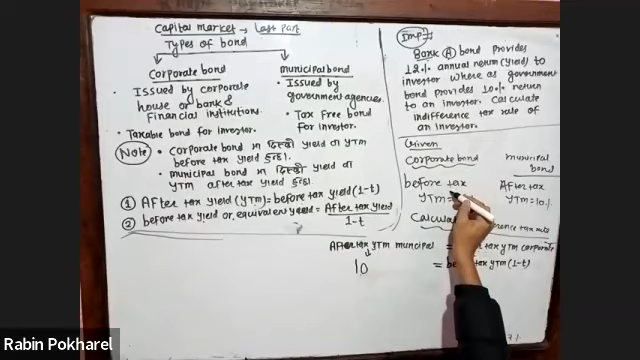 Capital market → Last part
Types of bond
Corporate bond
• Issued by corporate
house or bank &
Financial institutions.
• Taxable bond for investor.
municipal bond
• Issued by
government agencies.
• Tax free bond
for investor.
Note
• corporate bond मा दिएको yield वा YTM
before tax yield हुन्छ।
• municipal bond मा दिएको yield वा
YTM after tax yield हुन्छ।
① After tax yield (YTM) = before tax yield (1-t)
② before tax yield or, equivalent yield = After tax yield
1-t
Imp
Bank Ⓐ bond provides
12% annual return (yield) to
investor where as government
bond provides 10% return
to an investor. Calculate
indifference tax rate of
an investor.
Given
Corporate bond
before tax
YTM =
municipal
bond
After tax
YTM = 10%
After tax YTM municipal = tax YTM corporate
10 = tax YTM (1-t)
Rabin Pokharel